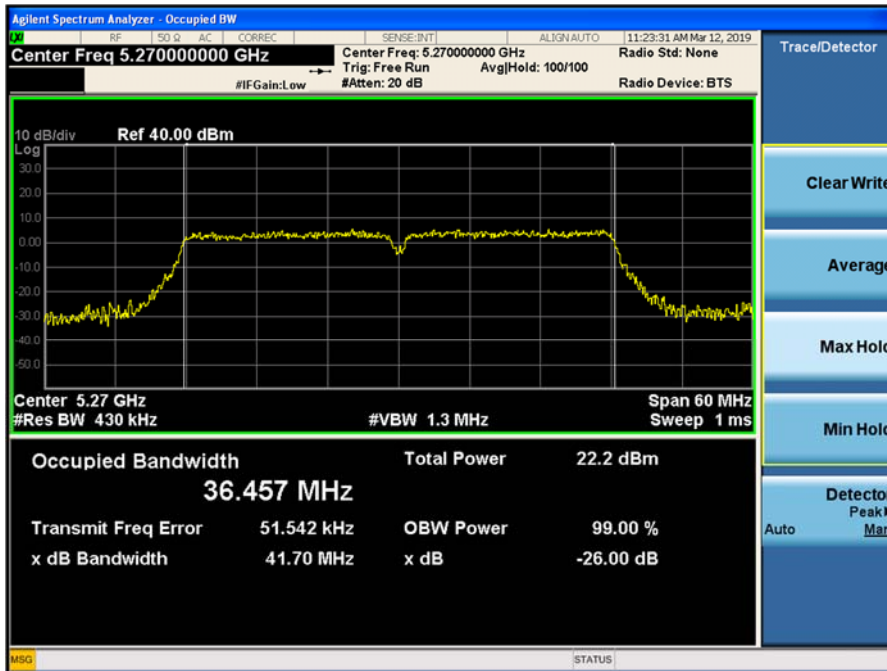 Agilent Spectrum Analyzer - Occupied BW
LXI RF 50 Ω AC CORREC SENSE:INT ALIGNAUTO 11:23:31 AM Mar 12, 2019
Center Freq 5.270000000 GHz
Center Freq: 5.270000000 GHz
Radio Std: None
Trig: Free Run Avg|Hold: 100/100
#IFGain:Low #Atten: 20 dB Radio Device: BTS
Trace/Detector
10 dB/div Ref 40.00 dBm
Log
30.0
20.0
10.0
0.00
-10.0
-20.0
-30.0
-40.0
-50.0
Center 5.27 GHz Span 60 MHz
#Res BW 430 kHz #VBW 1.3 MHz Sweep 1 ms
Occupied Bandwidth Total Power 22.2 dBm
36.457 MHz
Transmit Freq Error 51.542 kHz OBW Power 99.00 %
x dB Bandwidth 41.70 MHz x dB -26.00 dB
Clear Write
Average
Max Hold
Min Hold
Detector
Peak
Auto Man
MSG STATUS